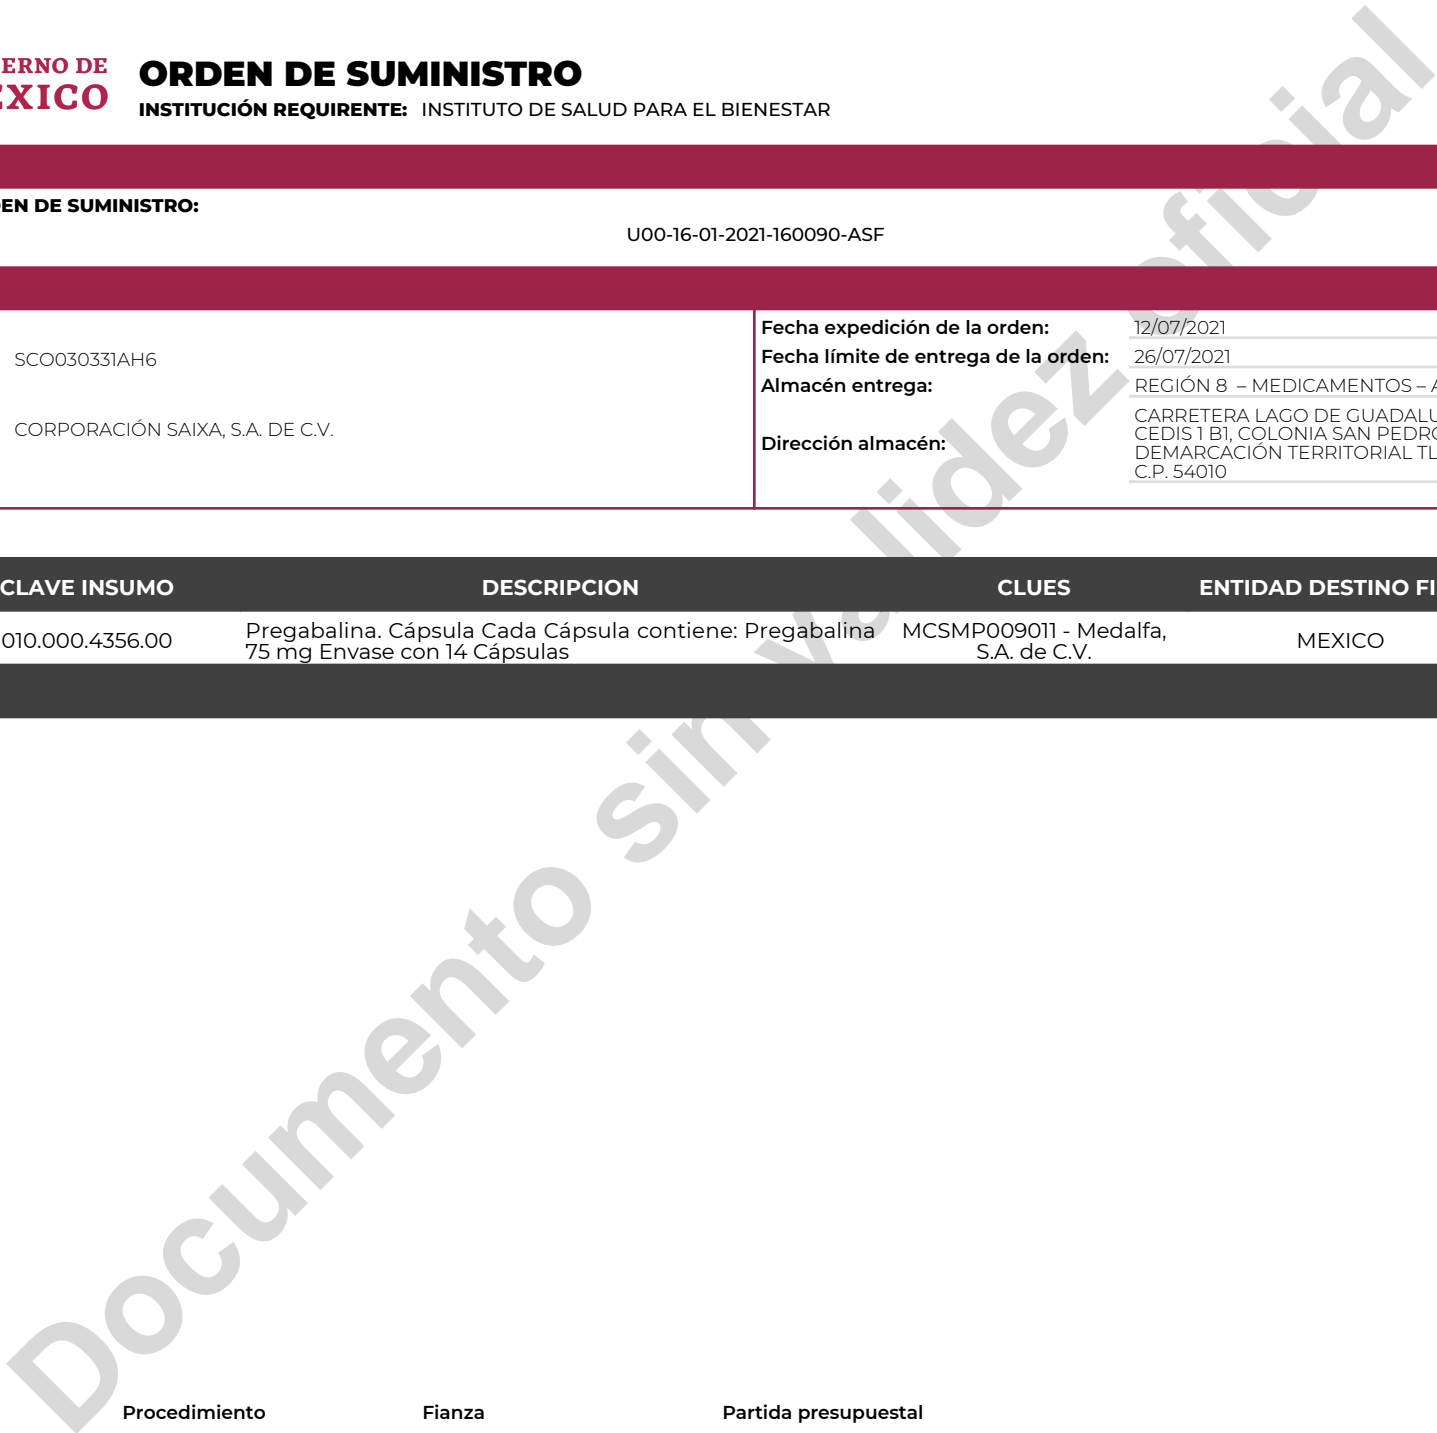 ERNO DE
EXICO
ORDEN DE SUMINISTRO
INSTITUCIÓN REQUIRENTE: INSTITUTO DE SALUD PARA EL BIENESTAR
EN DE SUMINISTRO:
U00-16-01-2021-160090-ASF
SCO030331AH6
CORPORACIÓN SAIXA, S.A. DE C.V.
Fecha expedición de la orden: 12/07/2021
Fecha límite de entrega de la orden: 26/07/2021
Almacén entrega: REGIÓN 8 – MEDICAMENTOS – A
Dirección almacén:
CARRETERA LAGO DE GUADALU
CEDIS 1 B1, COLONIA SAN PEDRO
DEMARCACIÓN TERRITORIAL TL
C.P. 54010
CLAVE INSUMO DESCRIPCION CLUES ENTIDAD DESTINO FI
010.000.4356.00
Pregabalina. Cápsula Cada Cápsula contiene: Pregabalina
75 mg Envase con 14 Cápsulas
MCSMP009011 - Medalfa,
S.A. de C.V.
MEXICO
Documento sin validez oficial
Procedimiento Fianza Partida presupuestal